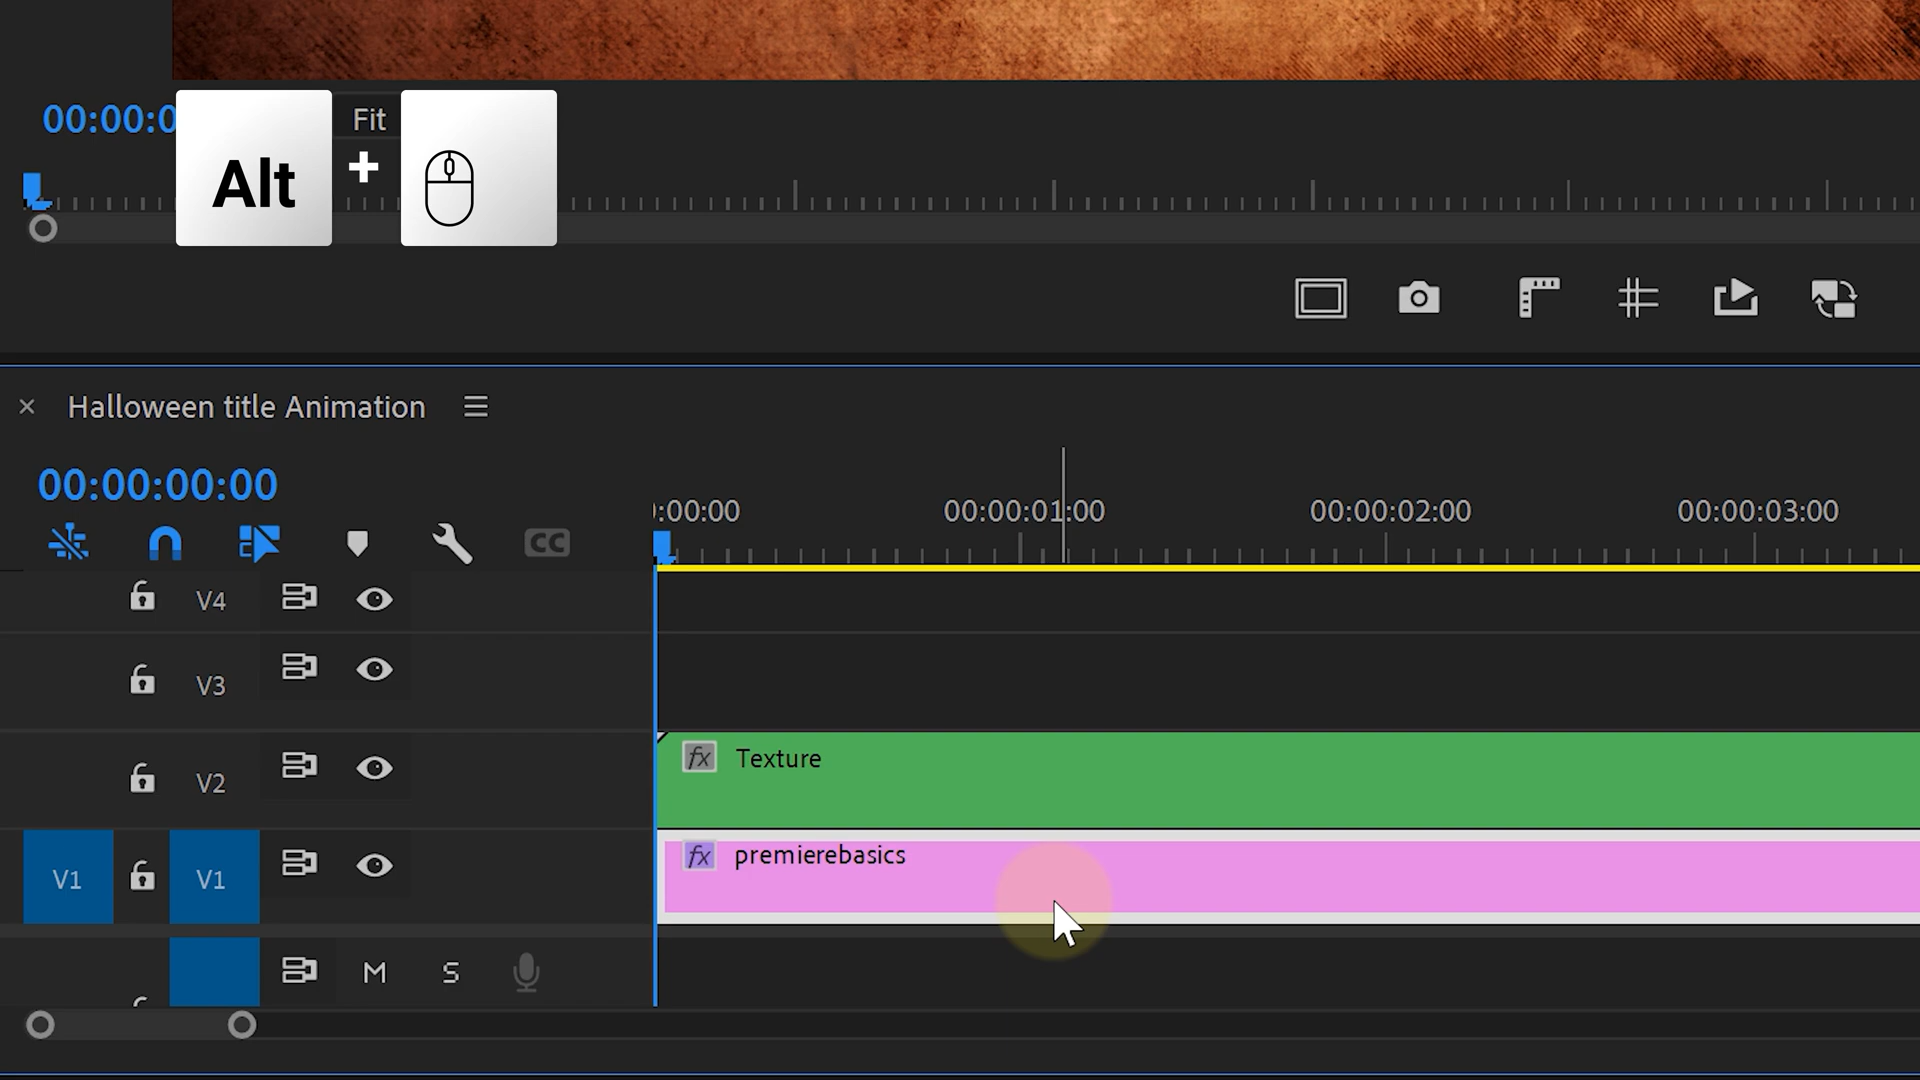 00:00:0
Fit
Alt
+
Halloween title Animation
00:00:00:00
:00:00
00:00:01:00
00:00:02:00
00:00:03:00
CC
V4
V3
V2
fx Texture
V1
V1
fx premierebasics
M
S